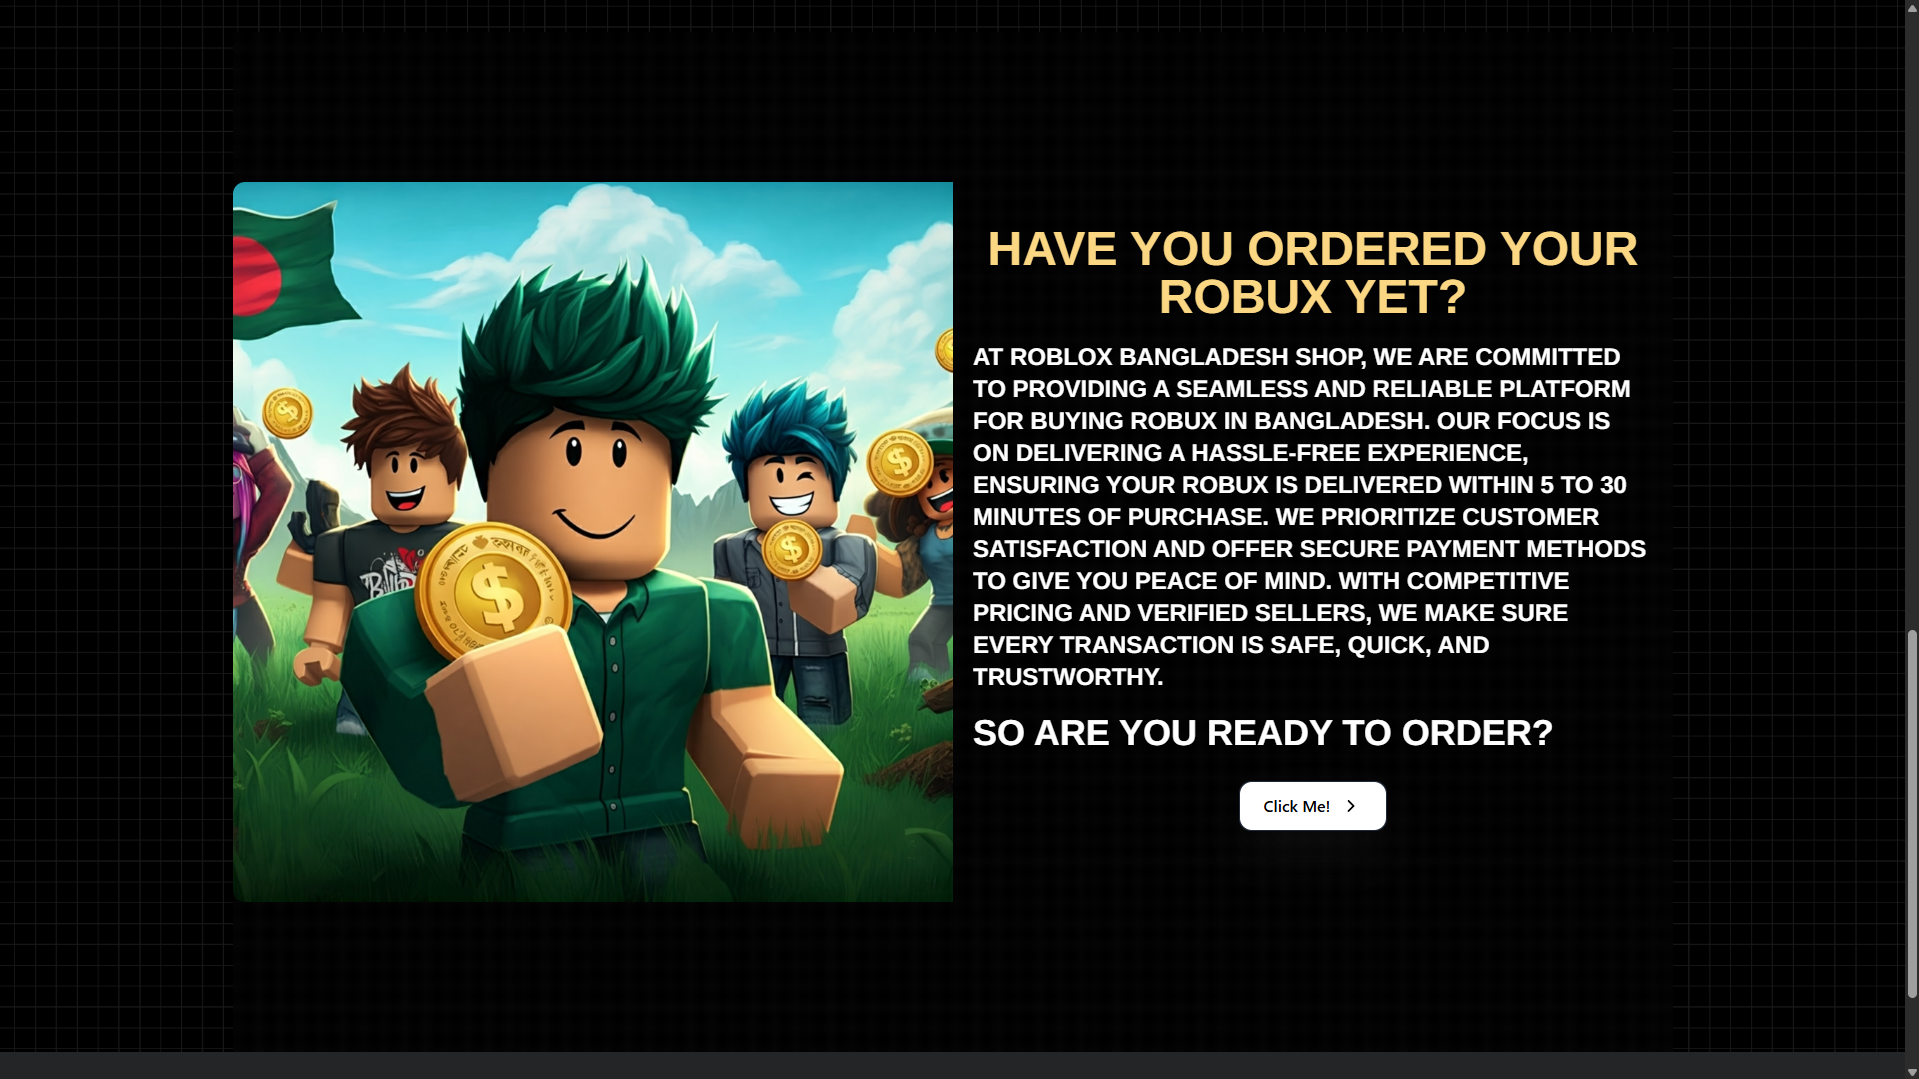 HAVE YOU ORDERED YOUR
ROBUX YET?
AT ROBLOX BANGLADESH SHOP, WE ARE COMMITTED
TO PROVIDING A SEAMLESS AND RELIABLE PLATFORM
FOR BUYING ROBUX IN BANGLADESH. OUR FOCUS IS
ON DELIVERING A HASSLE-FREE EXPERIENCE,
ENSURING YOUR ROBUX IS DELIVERED WITHIN 5 TO 30
MINUTES OF PURCHASE. WE PRIORITIZE CUSTOMER
SATISFACTION AND OFFER SECURE PAYMENT METHODS
TO GIVE YOU PEACE OF MIND. WITH COMPETITIVE
PRICING AND VERIFIED SELLERS, WE MAKE SURE
EVERY TRANSACTION IS SAFE, QUICK, AND
TRUSTWORTHY.
SO ARE YOU READY TO ORDER?
Click Me!